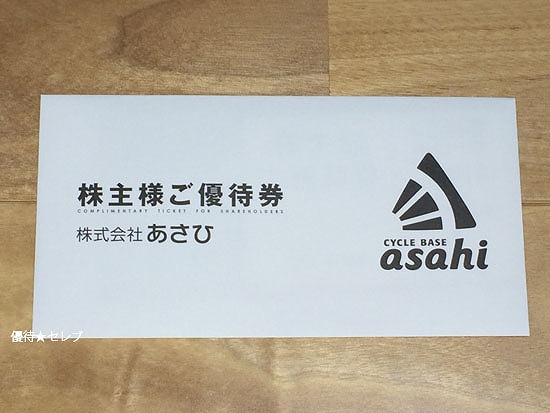 株主様ご優待券
COMPLIMENTARY TICKET FOR SHAREHOLDERS
株式会社あさひ
CYCLE BASE
asahi
優待★セレブ